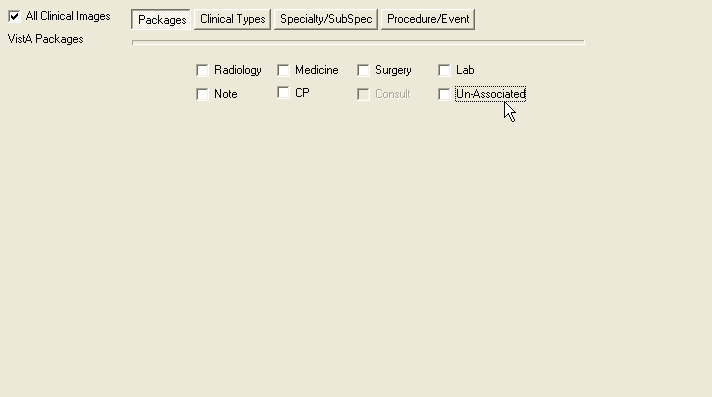 All Clinical Images Packages Clinical Types Specialty/SubSpec Procedure/Event
VistA Packages
Radiology Medicine Surgery Lab
Note CP Consult Un-Associated